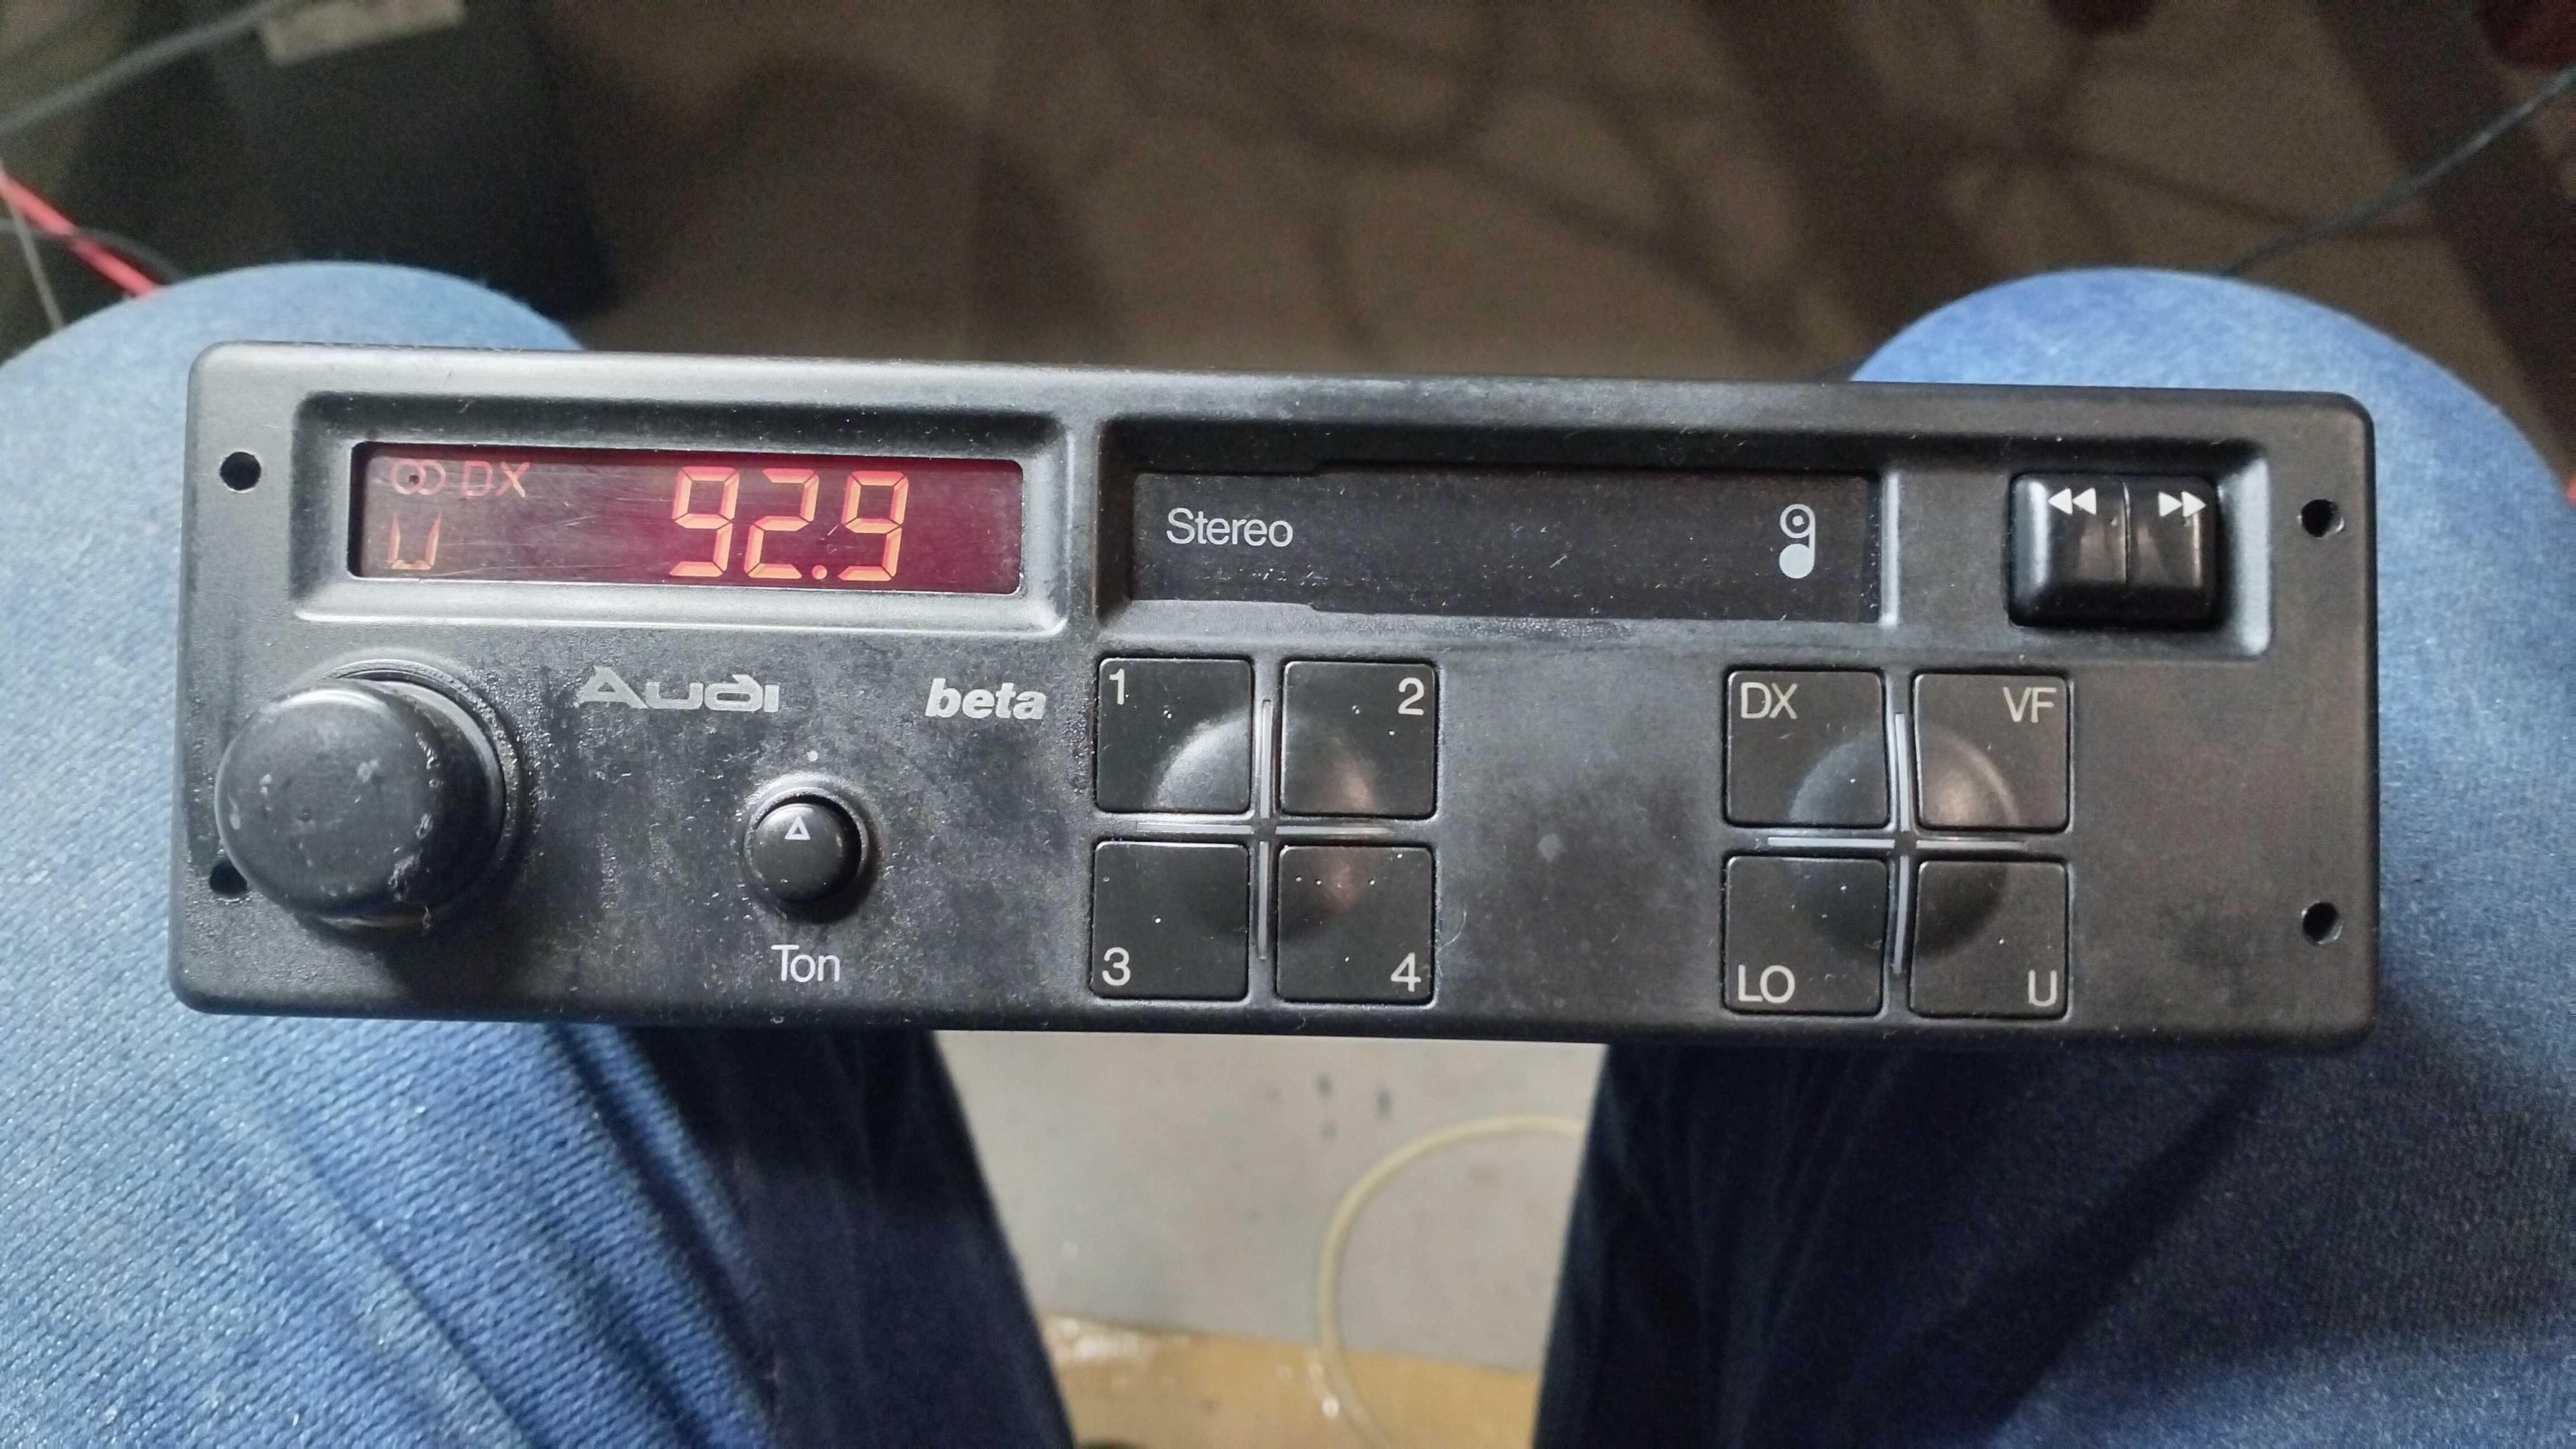 DX
U 92.9
Stereo
Audi beta
Ton
1 2
3 4
DX VF
LO U